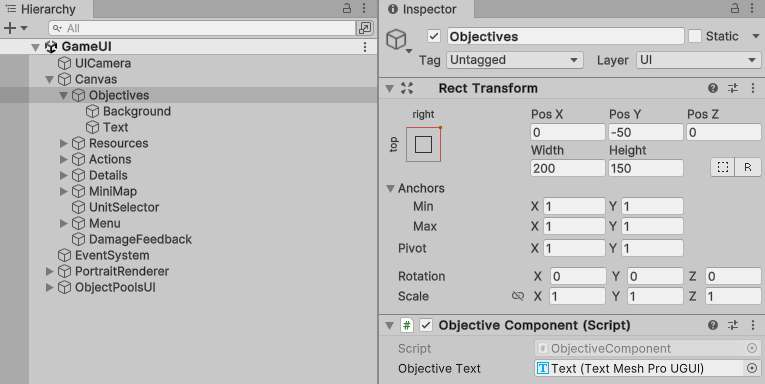 Hierarchy
All
GameUI
UICamera
Canvas
Objectives
Background
Text
Resources
Actions
Details
MiniMap
UnitSelector
Menu
DamageFeedback
EventSystem
PortraitRenderer
ObjectPoolsUI
Inspector
Objectives Static
Tag Untagged Layer UI
Rect Transform
right
top
Pos X Pos Y Pos Z
0 -50 0
Width Height
200 150 R
Anchors
Min X 1 Y 1
Max X 1 Y 1
Pivot X 1 Y 1
Rotation X 0 Y 0 Z 0
Scale X 1 Y 1 Z 1
# Objective Component (Script)
Script # ObjectiveComponent
Objective Text T Text (Text Mesh Pro UGUI)